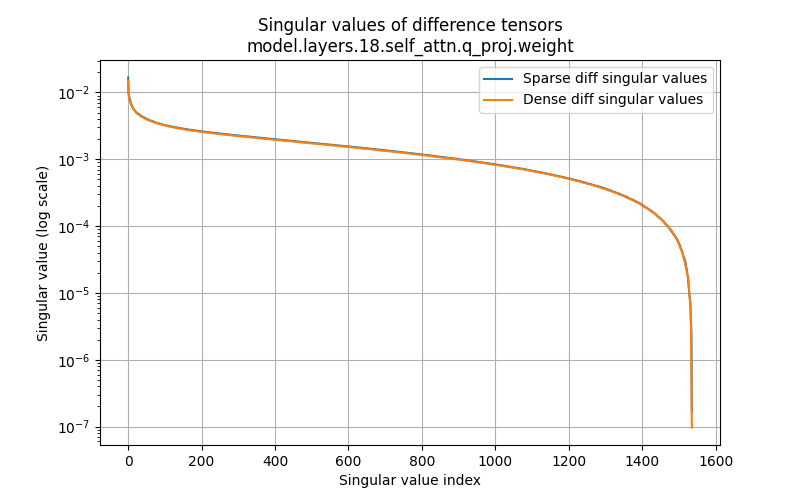 Singular values of difference tensors
model.layers.18.self_attn.q_proj.weight
Sparse diff singular values
Dense diff singular values
Singular value (log scale)
10⁻²
10⁻³
10⁻⁴
10⁻⁵
10⁻⁶
10⁻⁷
0 200 400 600 800 1000 1200 1400 1600
Singular value index